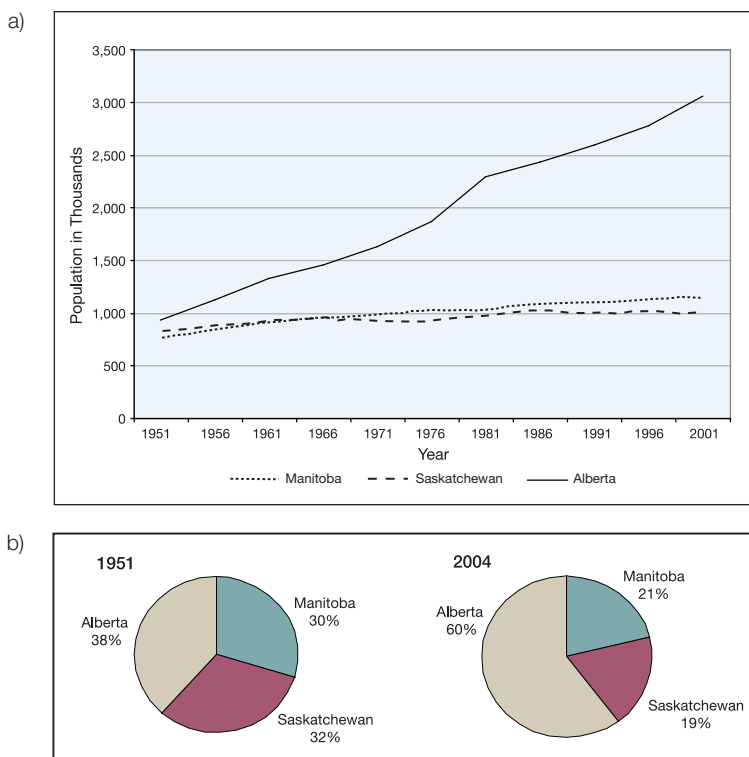 a)
3,500
3,000
2,500
2,000
1,500
1,000
500
0
Population in Thousands
1951 1956 1961 1966 1971 1976 1981 1986 1991 1996 2001
Year
Manitoba Saskatchewan Alberta
b)
1951
Manitoba
30%
Alberta
38%
Saskatchewan
32%
2004
Manitoba
21%
Alberta
60%
Saskatchewan
19%